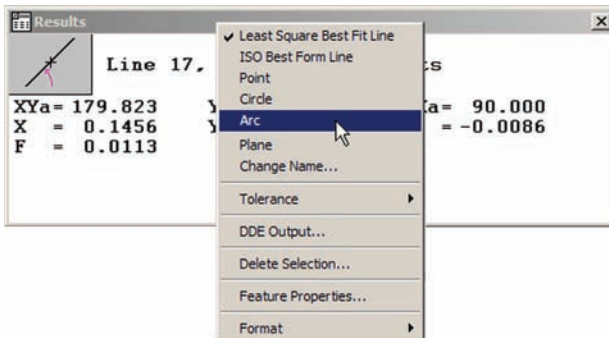 Results
Line 17,
XYa= 179.823
a= 90.000
X = 0.1456
= -0.0086
F = 0.0113
Least Square Best Fit Line
ISO Best Form Line
Point
Circle
Arc
Plane
Change Name...
Tolerance
DDE Output...
Delete Selection...
Feature Properties...
Format